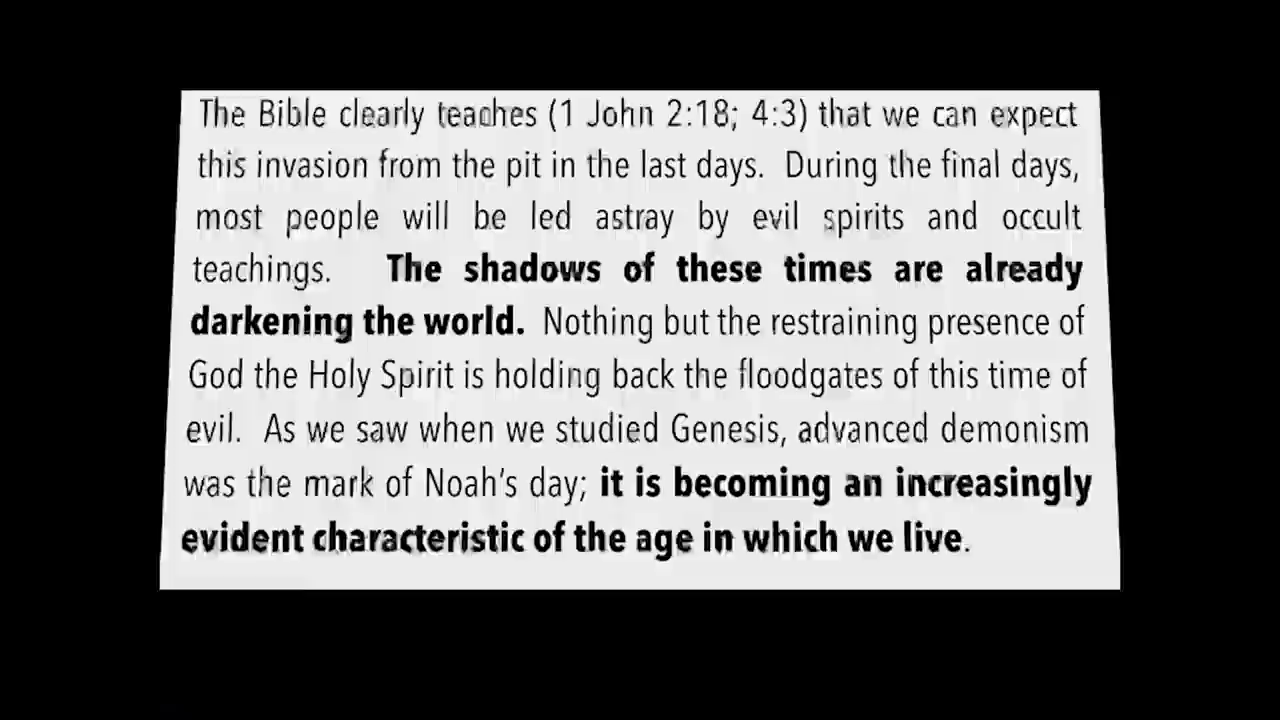 The Bible clearly teaches (1 John 2:18; 4:3) that we can expect
this invasion from the pit in the last days. During the final days,
most people will be led astray by evil spirits and occult
teachings. The shadows of these times are already
darkening the world. Nothing but the restraining presence of
God the Holy Spirit is holding back the floodgates of this time of
evil. As we saw when we studied Genesis, advanced demonism
was the mark of Noah's day; it is becoming an increasingly
evident characteristic of the age in which we live.